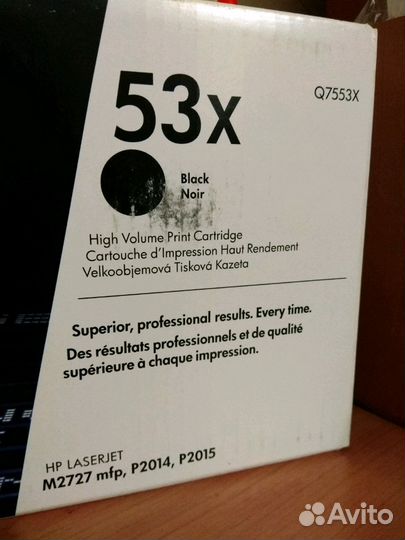 53X
Q7553X
Black
Noir
High Volume Print Cartridge
Cartouche d'Impression Haut Rendement
Velkoobjemová Tisková Kazeta
Superior, professional results. Every time.
Des résultats professionnels et de qualité
supérieure à chaque impression.
HP LASERJET
M2727 mfp, P2014, P2015
Avito